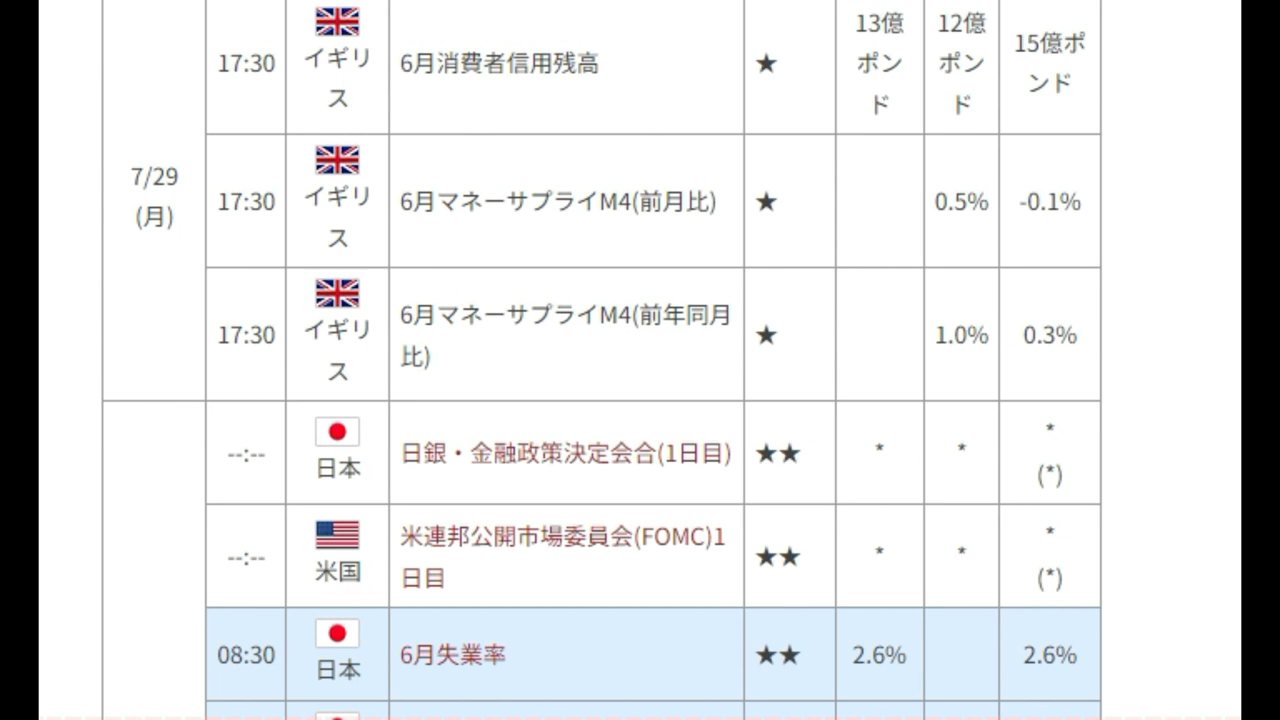 7/29
(月)
17:30
イギリ
ス
6月消費者信用残高
★
13億
ポン
ド
12億
ポン
ド
15億ポ
ンド
17:30
イギリ
ス
6月マネーサプライM4(前月比)
★
0.5%
-0.1%
17:30
イギリ
ス
6月マネーサプライM4(前年同月
比)
★
1.0%
0.3%
--:--
日本
日銀・金融政策決定会合(1日目)
★★
*
*
*
(*)
--:--
米国
米連邦公開市場委員会(FOMC)1
日目
★★
*
*
*
(*)
08:30
日本
6月失業率
★★
2.6%
2.6%